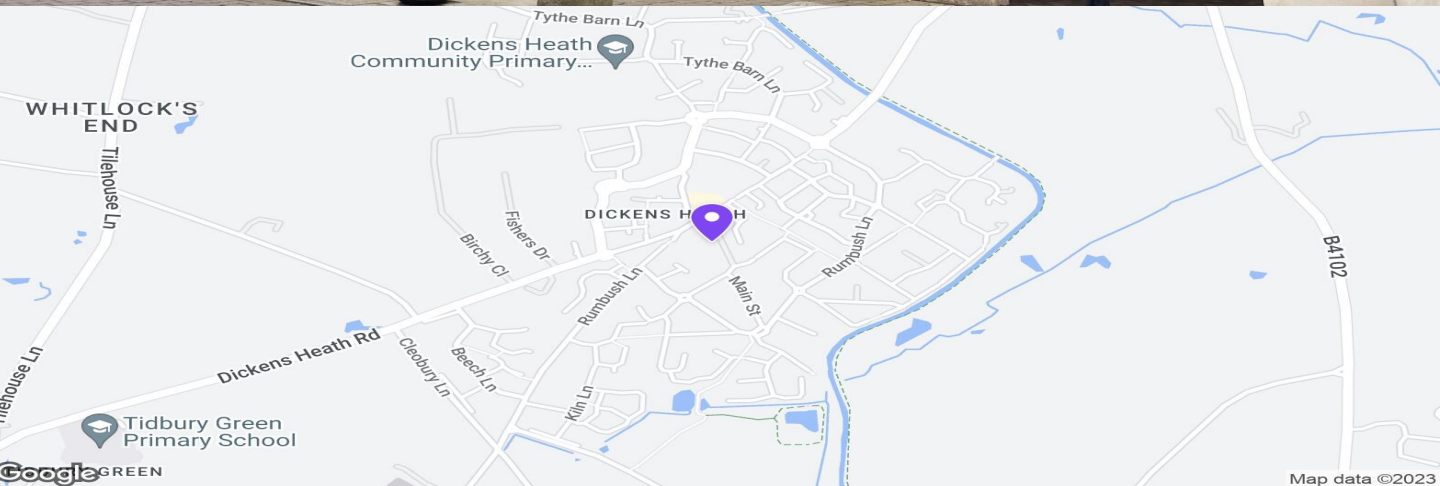 Tythe Barn Ln
Dickens Heath
Community Primary...
Tythe Barn Ln
WHITLOCK'S
END
Tilehouse Ln
DICKENS H
H
Fishers Dr
Birchy Cl
Rumbush Ln
B4102
Rumbush Ln
Main St
Dickens Heath Rd
Cleobury Ln
Beech Ln
Kiln Ln
Tidbury Green
Primary School
GREEN
Google
Map data ©2023